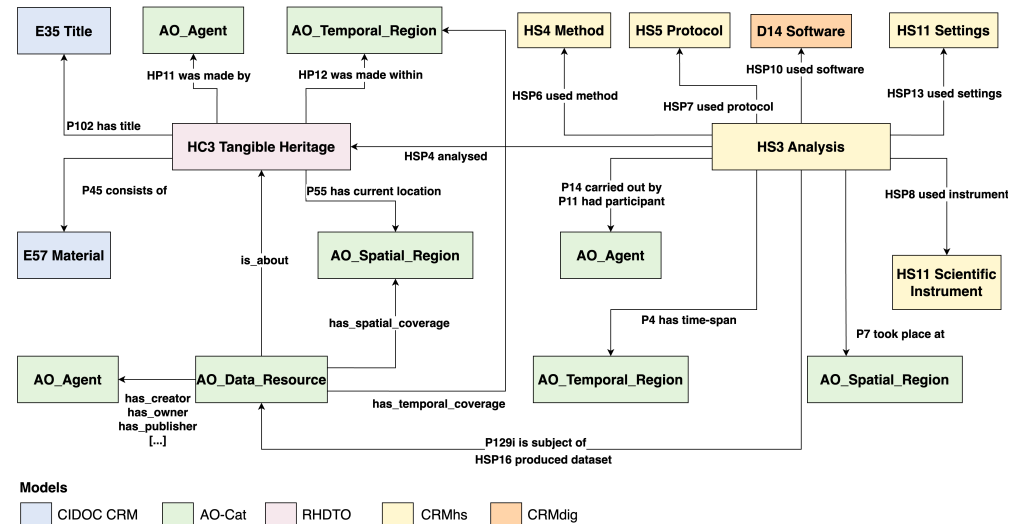 E35 Title
AO_Agent
AO_Temporal_Region
HS4 Method
HS5 Protocol
D14 Software
HS11 Settings
HP11 was made by
HP12 was made within
HSP10 used software
HSP6 used method
HSP7 used protocol
HSP13 used settings
P102 has title
HC3 Tangible Heritage
HSP4 analysed
HS3 Analysis
P45 consists of
P55 has current location
P14 carried out by
P11 had participant
HSP8 used instrument
E57 Material
is_about
AO_Spatial_Region
AO_Agent
HS11 Scientific
Instrument
has_spatial_coverage
P4 has time-span
P7 took place at
AO_Agent
AO_Data_Resource
AO_Temporal_Region
AO_Spatial_Region
has_creator
has_owner
has_publisher
[...]
has_temporal_coverage
P129i is subject of
HSP16 produced dataset
Models
CIDOC CRM
AO-Cat
RHDTO
CRMhs
CRMdig